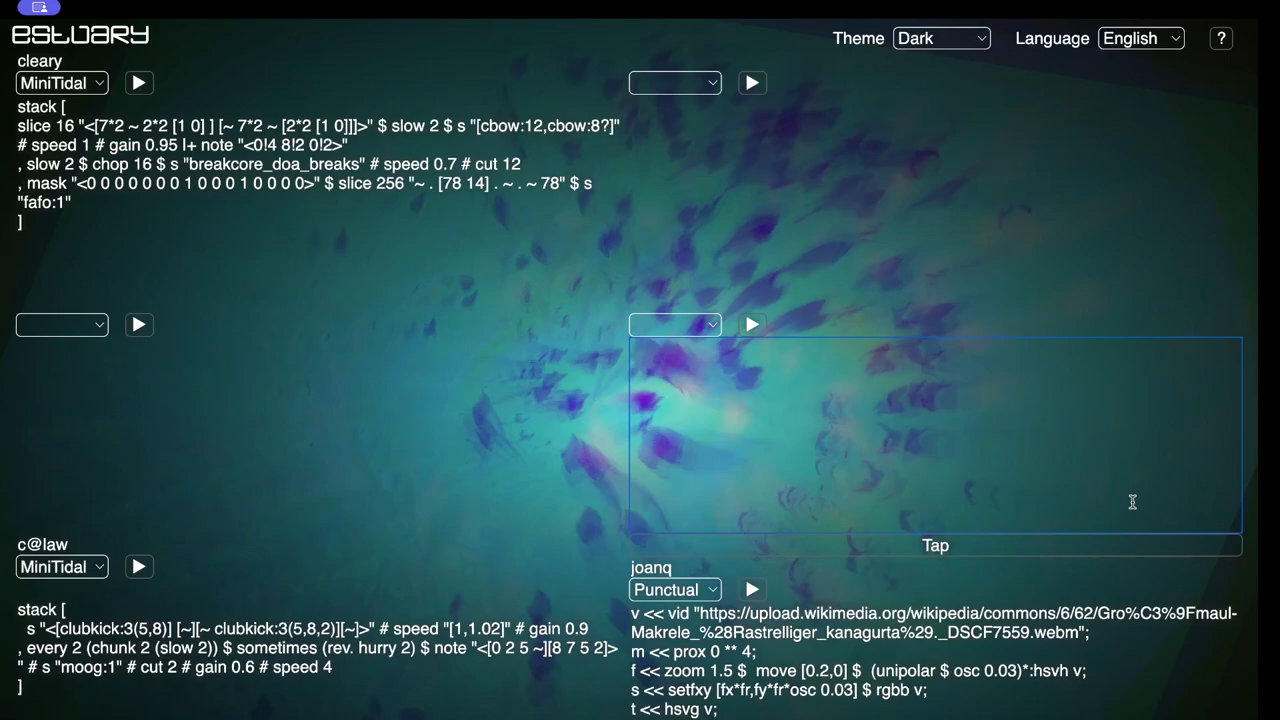 estuary
Theme Dark Language English ?
cleary
MiniTidal
stack [
slice 16 "<[7*2 ~ 2*2 [1 0] ] [~ 7*2 ~ [2*2 [1 0]]]>" $ slow 2 $ s "[cbow:12,cbow:8?]"
# speed 1 # gain 0.95 |+ note "<0!4 8!2 0!2>"
, slow 2 $ chop 16 $ s "breakcore_doa_breaks" # speed 0.7 # cut 12
, mask "<0 0 0 0 0 0 0 1 0 0 0 1 0 0 0 0>" $ slice 256 "~ . [78 14] . ~ . ~ 78" $ s
"fafo:1"
]
c@law
MiniTidal
stack [
s "<[clubkick:3(5,8)] [~][~ clubkick:3(5,8,2)][~]>" # speed "[1,1.02]" # gain 0.9
, every 2 (chunk 2 (slow 2)) $ sometimes (rev. hurry 2) $ note "<[0 2 5 ~][8 7 5 2]>
" # s "moog:1" # cut 2 # gain 0.6 # speed 4
]
Tap
joanq
Punctual
v << vid "https://upload.wikimedia.org/wikipedia/commons/6/62/Gro%C3%9Fmaul-
Makrele_%28Rastrelliger_kanagurta%29._DSCF7559.webm";
m << prox 0 ** 4;
f << zoom 1.5 $ move [0.2,0] $ (unipolar $ osc 0.03)*:hsvh v;
s << setfxy [fx*fr,fy*fr*osc 0.03] $ rgbb v;
t << hsvg v;